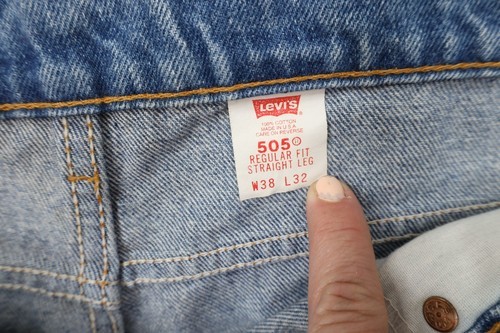 LEVI'S
100% COTTON
MADE IN U.S.A
CARE ON REVERSE
505®
REGULAR FIT
STRAIGHT LEG
W38 L32